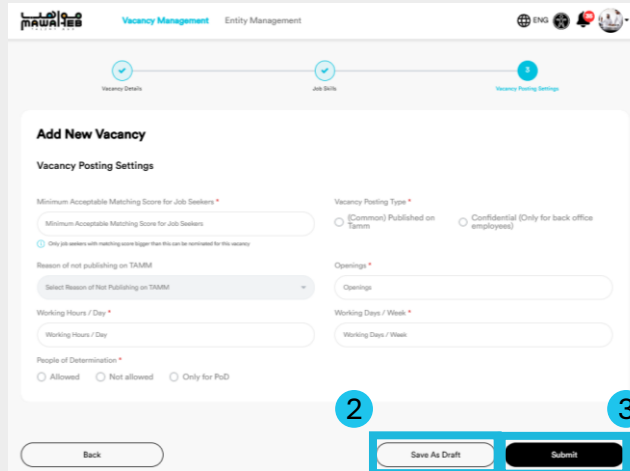 مواهب
MAWAHEB
TALENT HUB
Vacancy Management Entity Management ENG
3
Vacancy Details Job Skills Vacancy Posting Settings
Add New Vacancy
Vacancy Posting Settings
Minimum Acceptable Matching Score for Job Seekers * Vacancy Posting Type *
Minimum Acceptable Matching Score for Job Seekers (Common) Published on Tamm Confidential (Only for back office employees)
Only job seekers with matching score bigger than this can be nominated for this vacancy
Reason of not publishing on TAMM Openings *
Select Reason of Not Publishing on TAMM Openings
Working Hours / Day * Working Days / Week *
Working Hours / Day Working Days / Week
People of Determination *
Allowed Not allowed Only for PoD
2 3
Back Save As Draft Submit